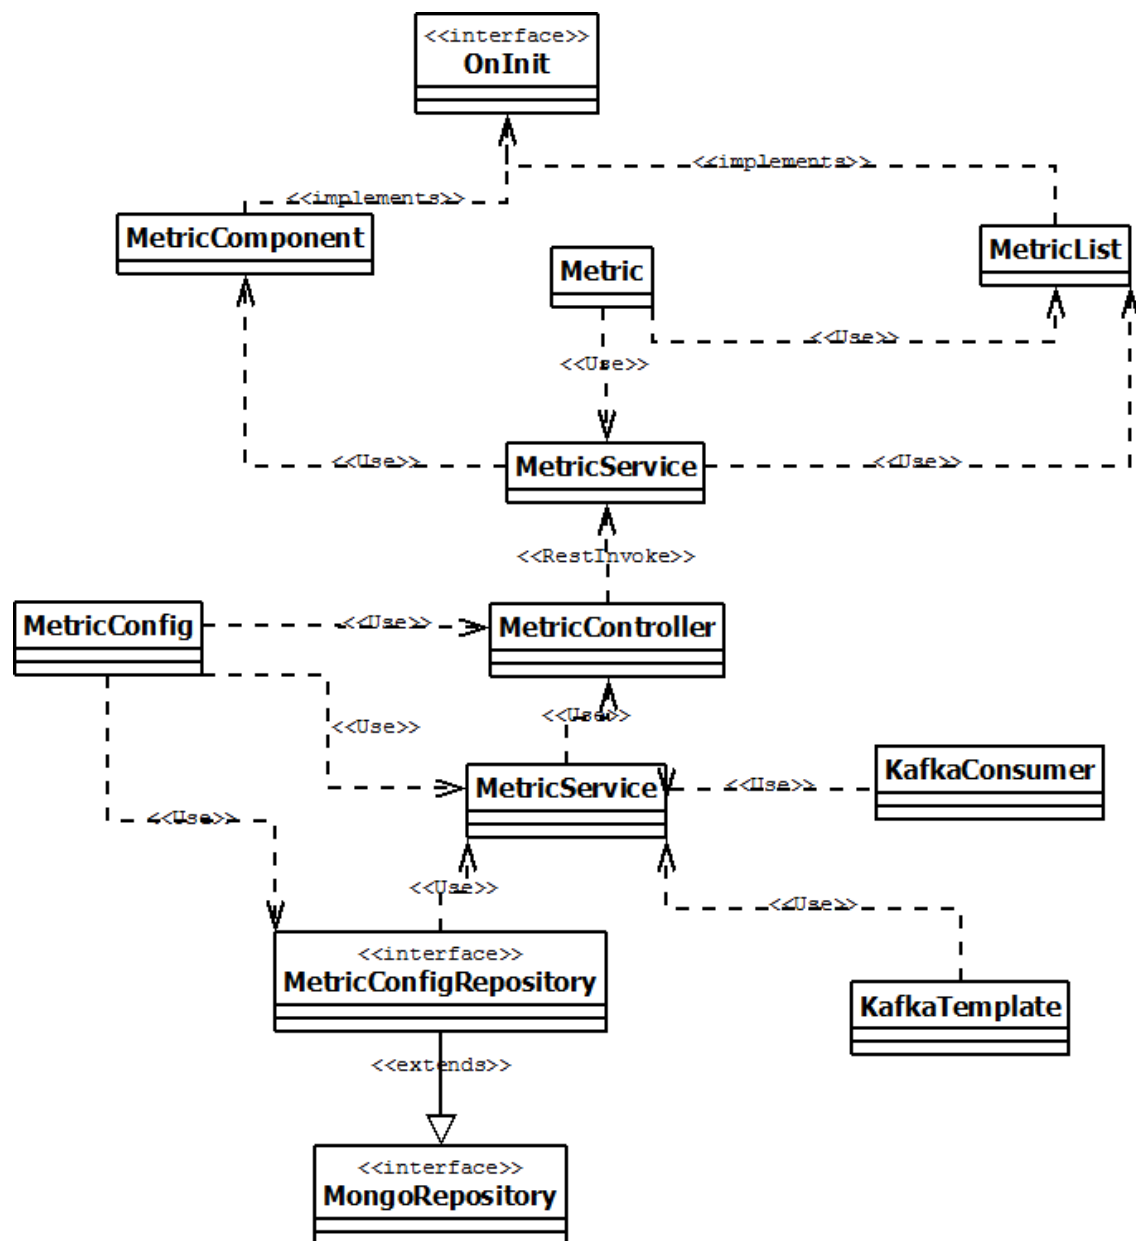 <<interface>>
OnInit
<<implements>>
<<implements>>
MetricComponent
Metric
MetricList
<<Use>>
<<Use>>
<<Use>>
MetricService
<<Use>>
<<RestInvoke>>
MetricConfig
<<Use>>
MetricController
<<Use>>
<<Use>>
MetricService
<<Use>>
KafkaConsumer
<<Use>>
<<Use>>
<<Use>>
<<interface>>
MetricConfigRepository
KafkaTemplate
<<extends>>
<<interface>>
MongoRepository